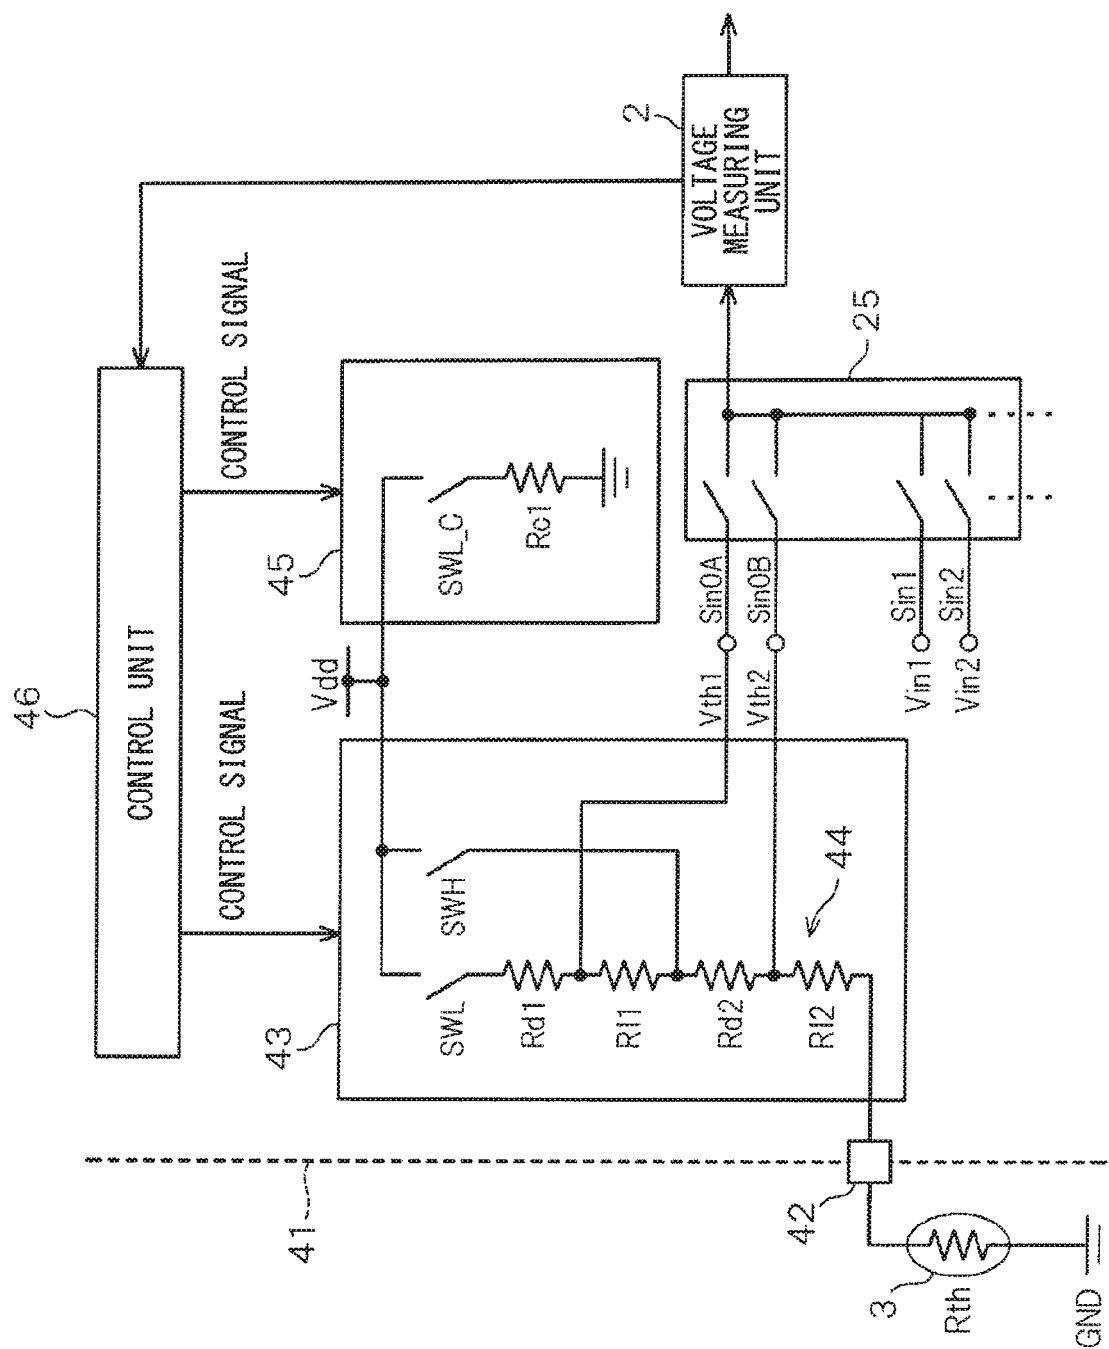 46
CONTROL UNIT
CONTROL SIGNAL
CONTROL SIGNAL
2
VOLTAGE
MEASURING
UNIT
45
Vdd
SWL_C
Rc1
43
SWL
SWH
Rd1
Rl1
Rd2
Rl2
44
Vth1
Sin0A
Vth2
Sin0B
Vin1
Sin1
Vin2
Sin2
25
41
42
3
Rth
GND